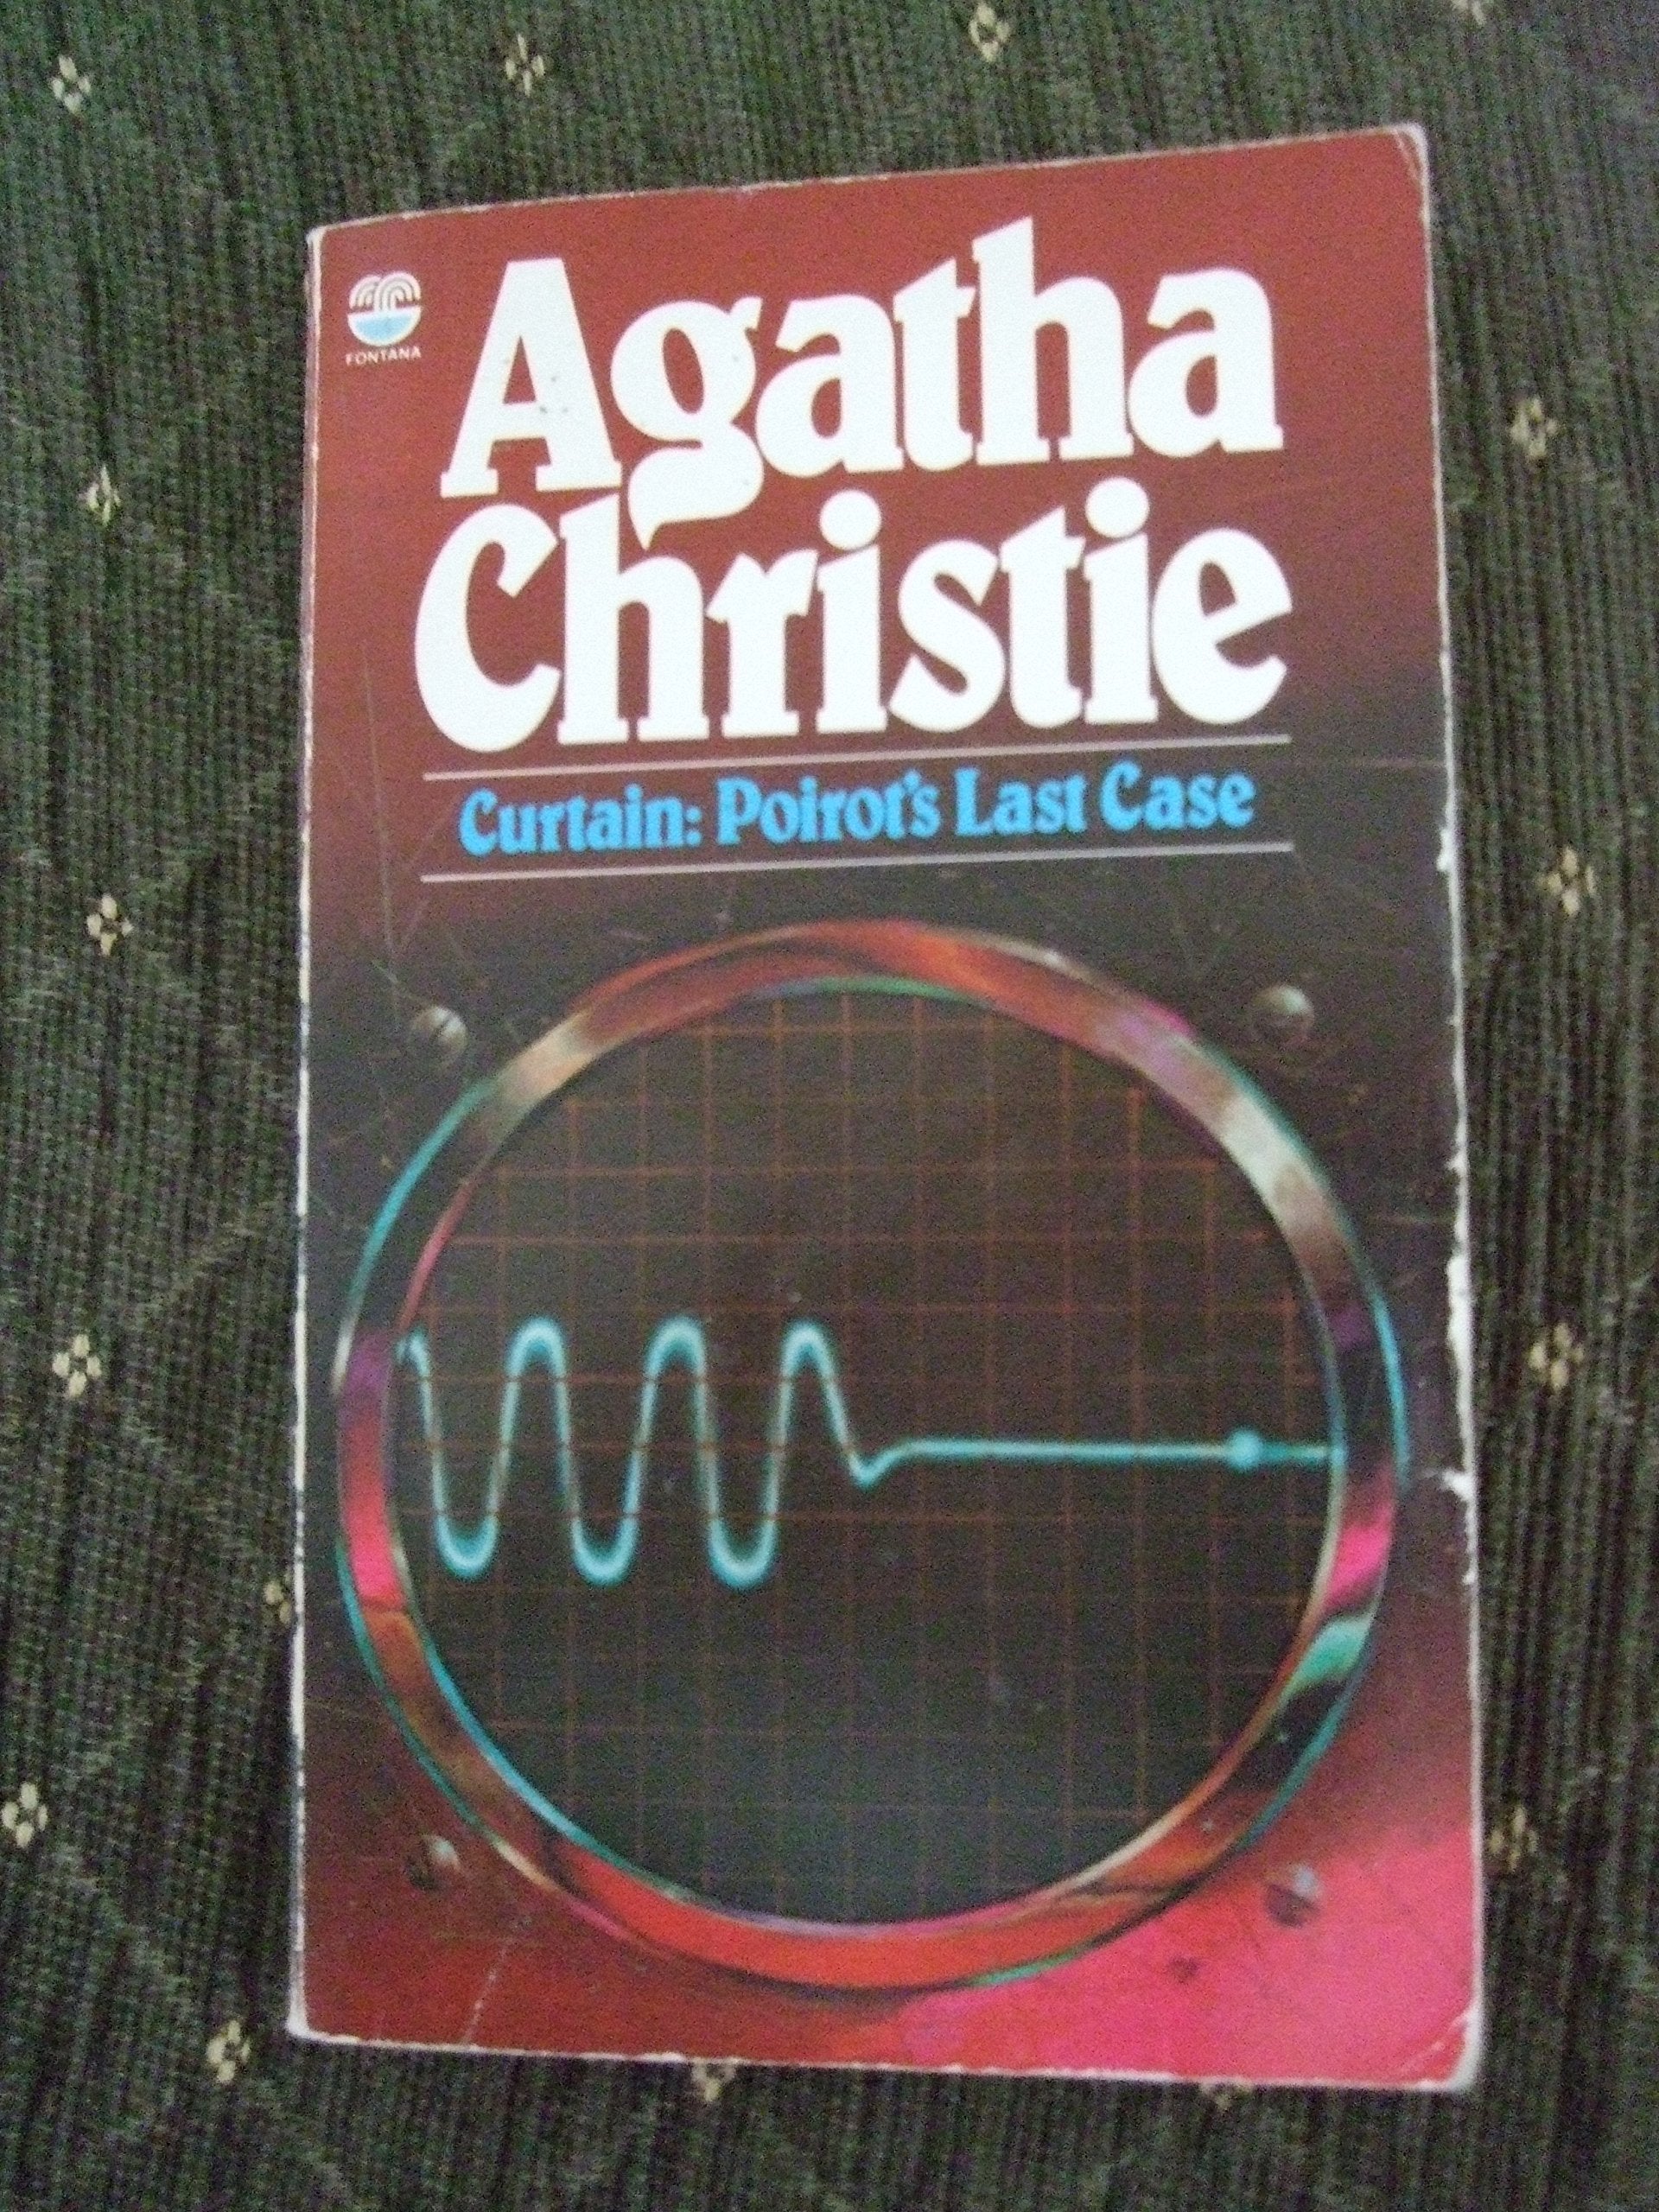 FONTANA
Agatha
Christie
Curtain: Poirot's Last Case